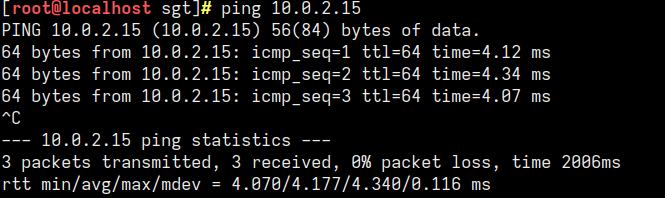 [root@localhost sgt]# ping 10.0.2.15
PING 10.0.2.15 (10.0.2.15) 56(84) bytes of data.
64 bytes from 10.0.2.15: icmp_seq=1 ttl=64 time=4.12 ms
64 bytes from 10.0.2.15: icmp_seq=2 ttl=64 time=4.34 ms
64 bytes from 10.0.2.15: icmp_seq=3 ttl=64 time=4.07 ms
^C
--- 10.0.2.15 ping statistics ---
3 packets transmitted, 3 received, 0% packet loss, time 2006ms
rtt min/avg/max/mdev = 4.070/4.177/4.340/0.116 ms